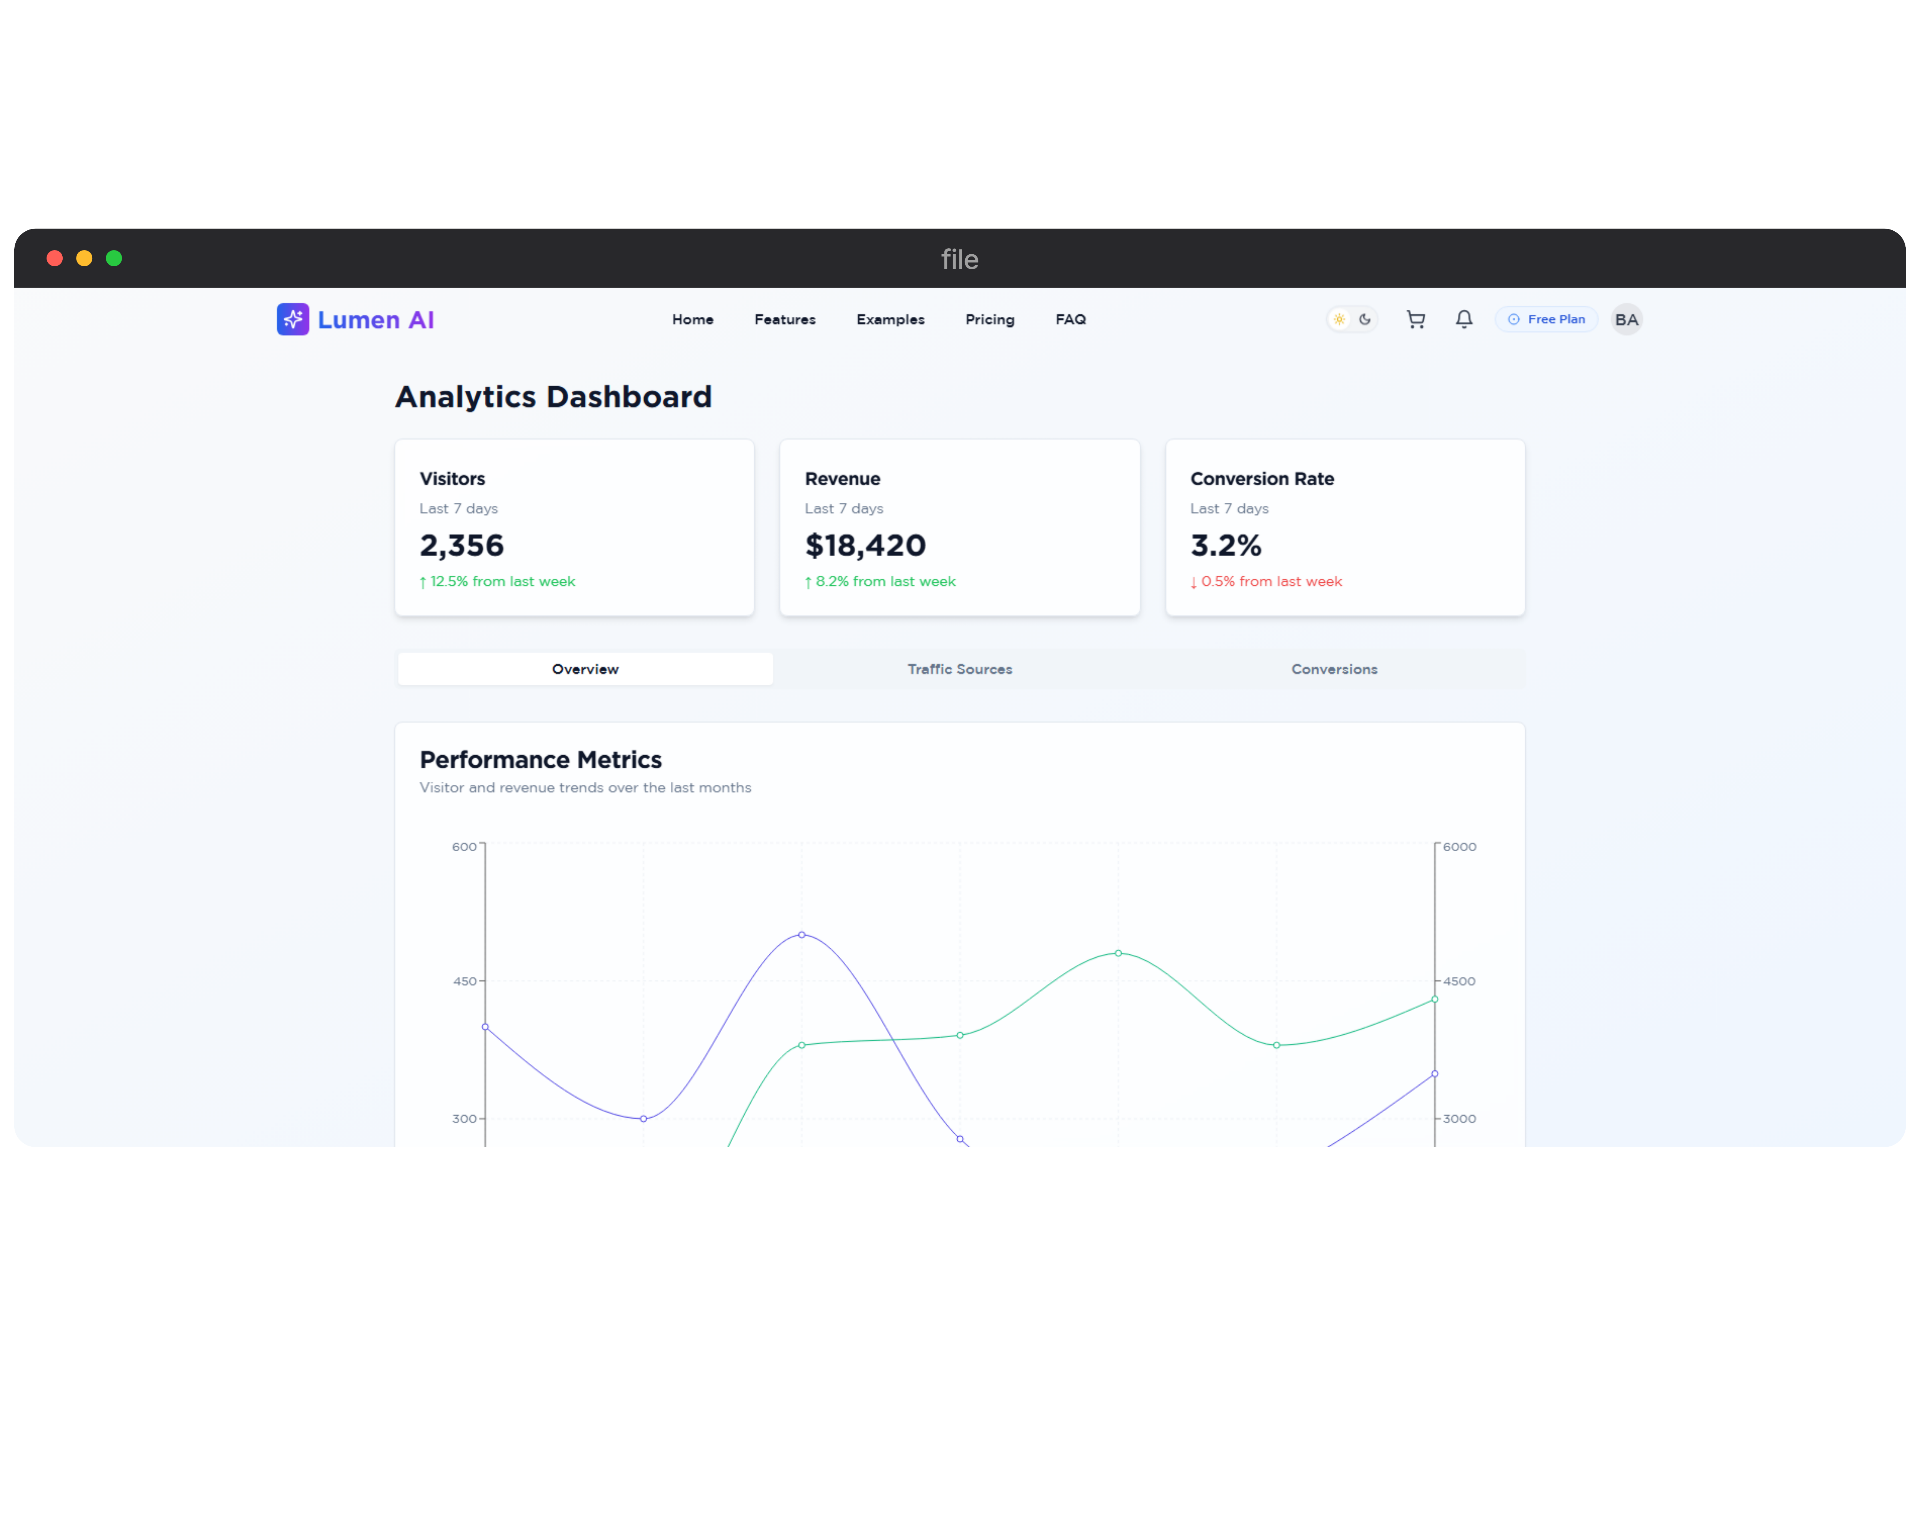 file
Lumen AI
Home Features Examples Pricing FAQ
Free Plan BA
Analytics Dashboard
Visitors
Last 7 days
2,356
↑ 12.5% from last week
Revenue
Last 7 days
$18,420
↑ 8.2% from last week
Conversion Rate
Last 7 days
3.2%
↓ 0.5% from last week
Overview Traffic Sources Conversions
Performance Metrics
Visitor and revenue trends over the last months
600 6000
450 4500
300 3000